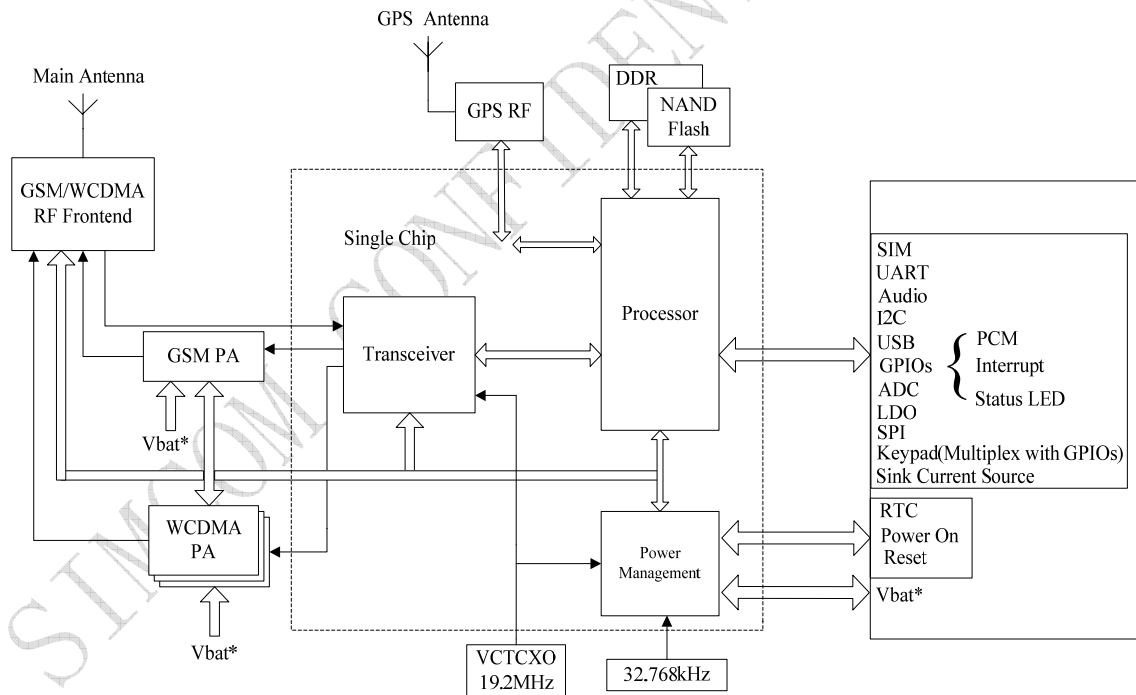 GPS Antenna
Main Antenna
DDR
NAND
Flash
GPS RF
GSM/WCDMA
RF Frontend
Single Chip
SIM
UART
Audio
I2C
USB
GPIOs
ADC
LDO
SPI
Keypad(Multiplex with GPIOs)
Sink Current Source
PCM
Interrupt
Status LED
Processor
Transceiver
GSM PA
Vbat*
WCDMA
PA
Vbat*
Power
Management
RTC
Power On
Reset
Vbat*
VCTCXO
19.2MHz
32.768kHz
SIMCOM CONFIDEN